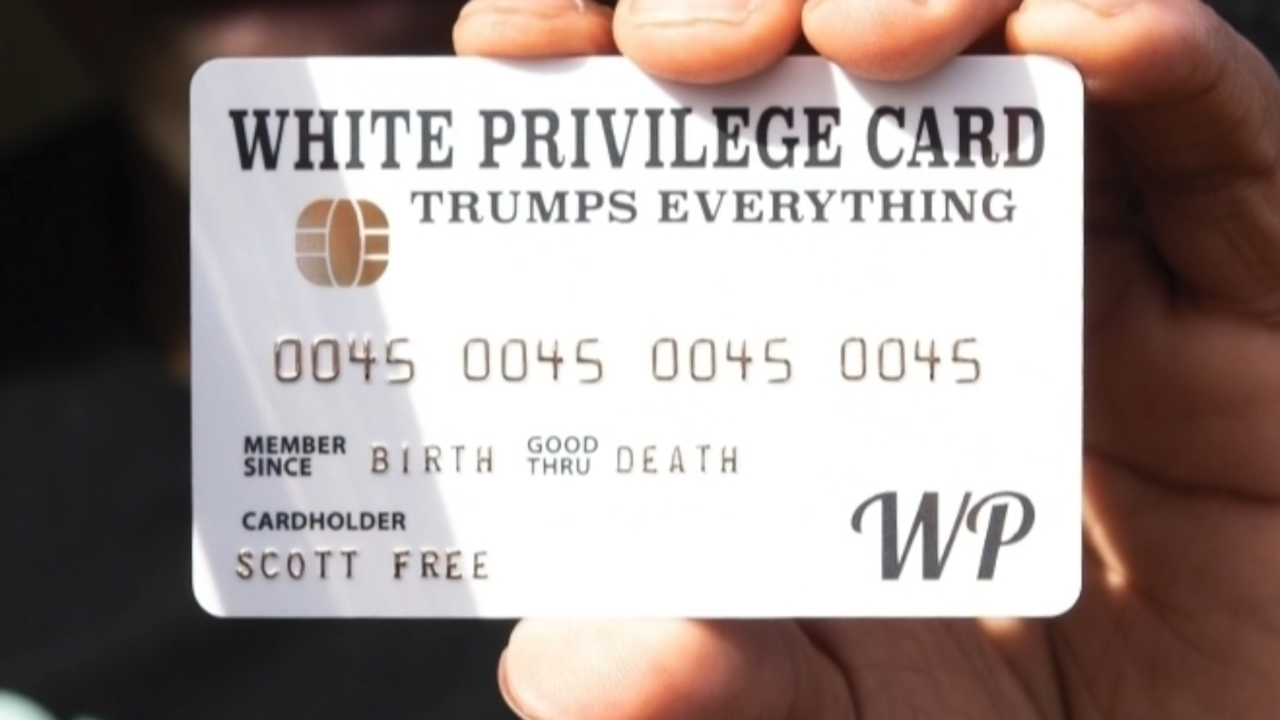 WHITE PRIVILEGE CARD
TRUMPS EVERYTHING
0045 0045 0045 0045
MEMBER SINCE BIRTH GOOD THRU DEATH
CARDHOLDER
SCOTT FREE
WP